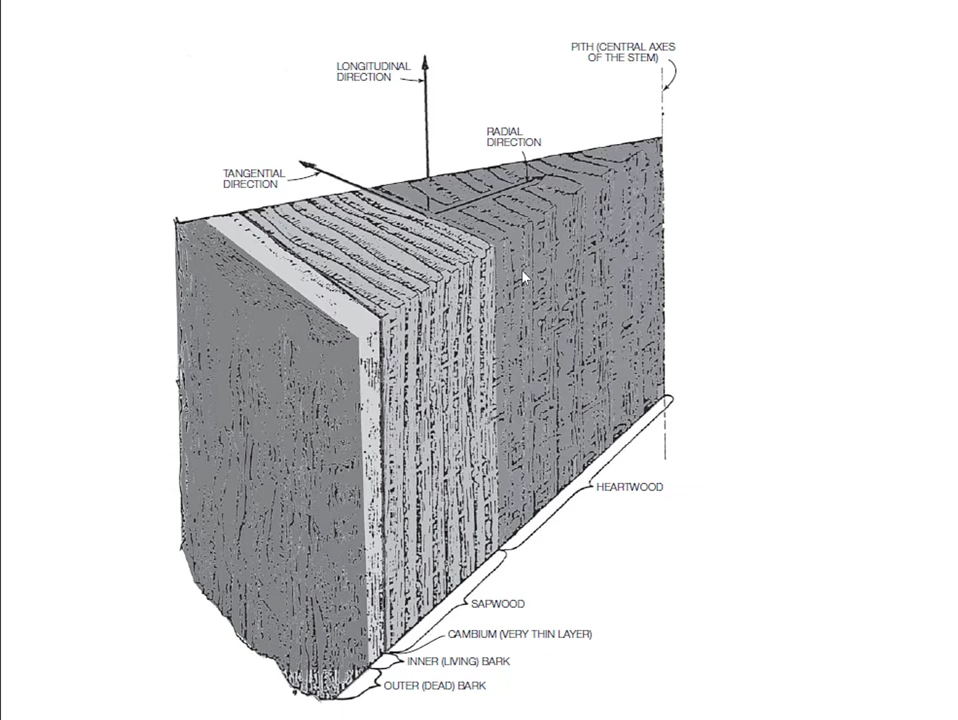 PITH (CENTRAL AXES
OF THE STEM)
LONGITUDINAL
DIRECTION
RADIAL
DIRECTION
TANGENTIAL
DIRECTION
HEARTWOOD
SAPWOOD
CAMBIUM (VERY THIN LAYER)
INNER (LIVING) BARK
OUTER (DEAD) BARK